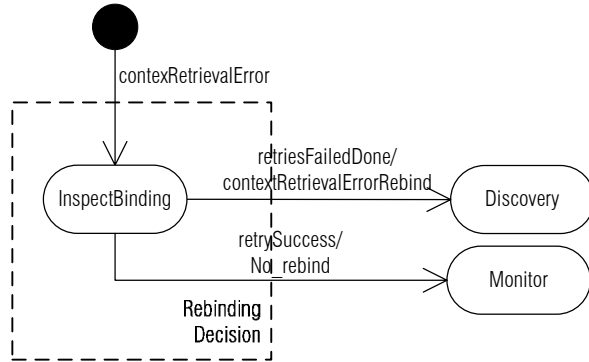 contexRetrievalError
retriesFailedDone/
contextRetrievalErrorRebind
InspectBinding
Discovery
retrySuccess/
No_rebind
Monitor
Rebinding
Decision